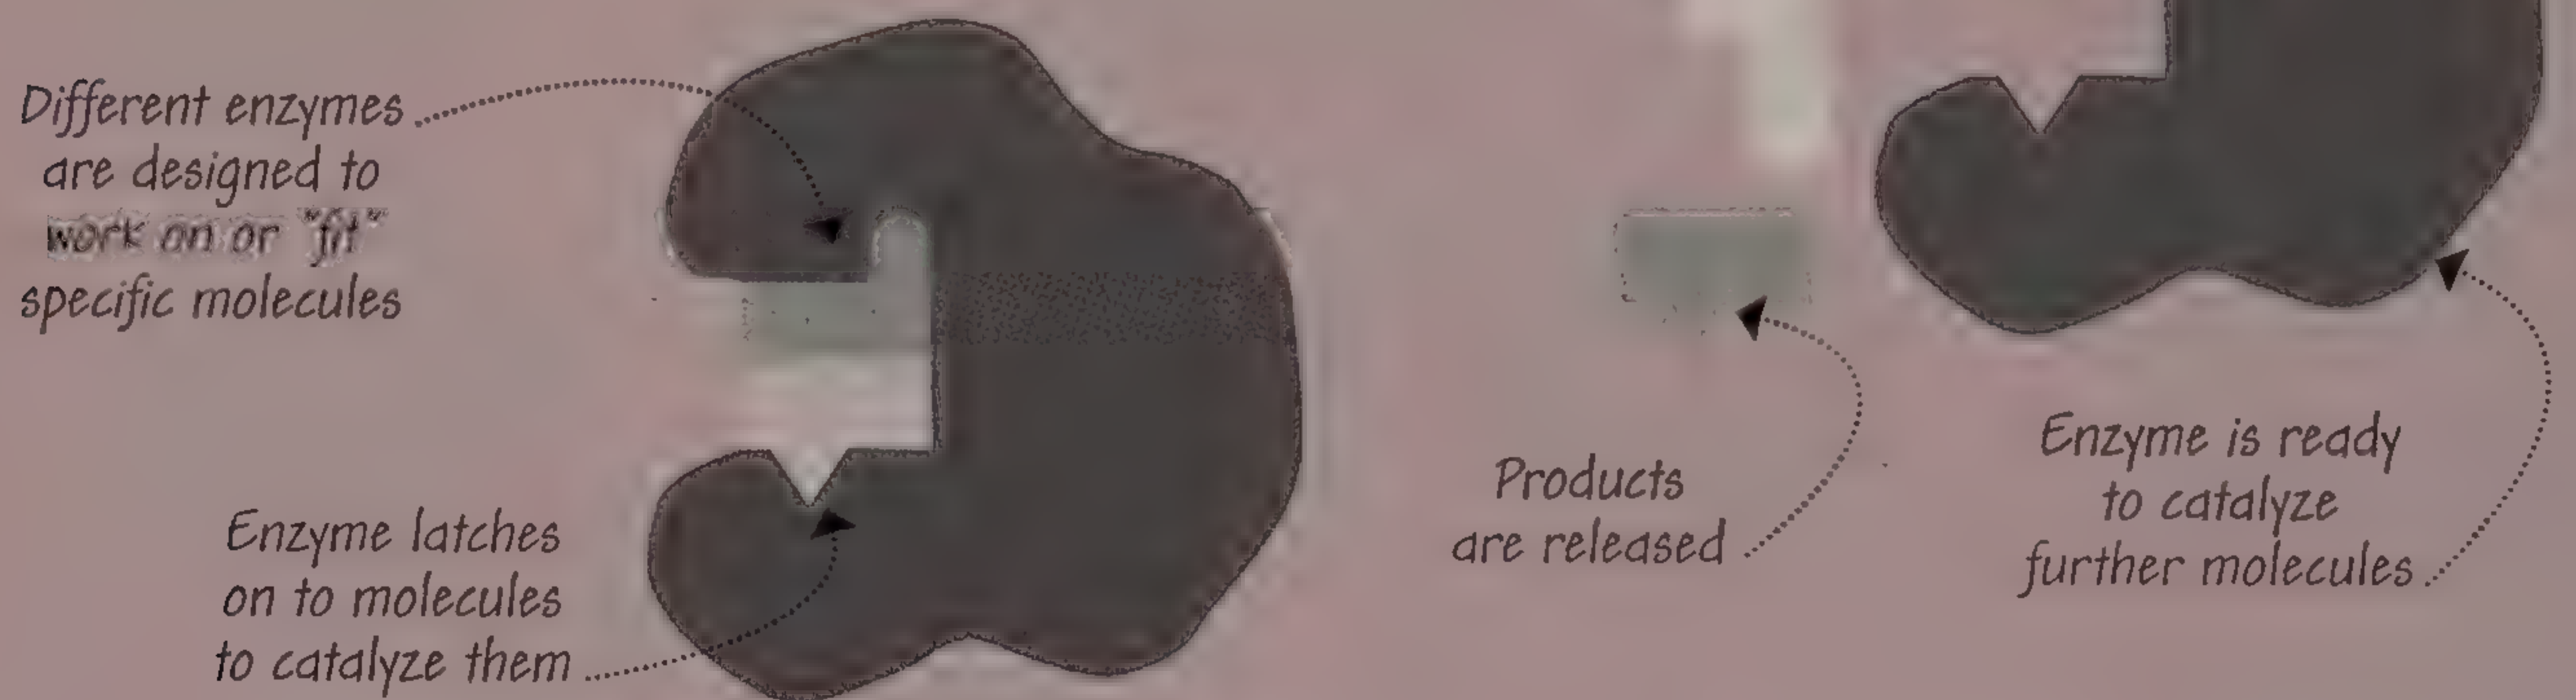 Different enzymes
are designed to
work on or "fit"
specific molecules
Enzyme latches
on to molecules
to catalyze them
Products
are released
Enzyme is ready
to catalyze
further molecules